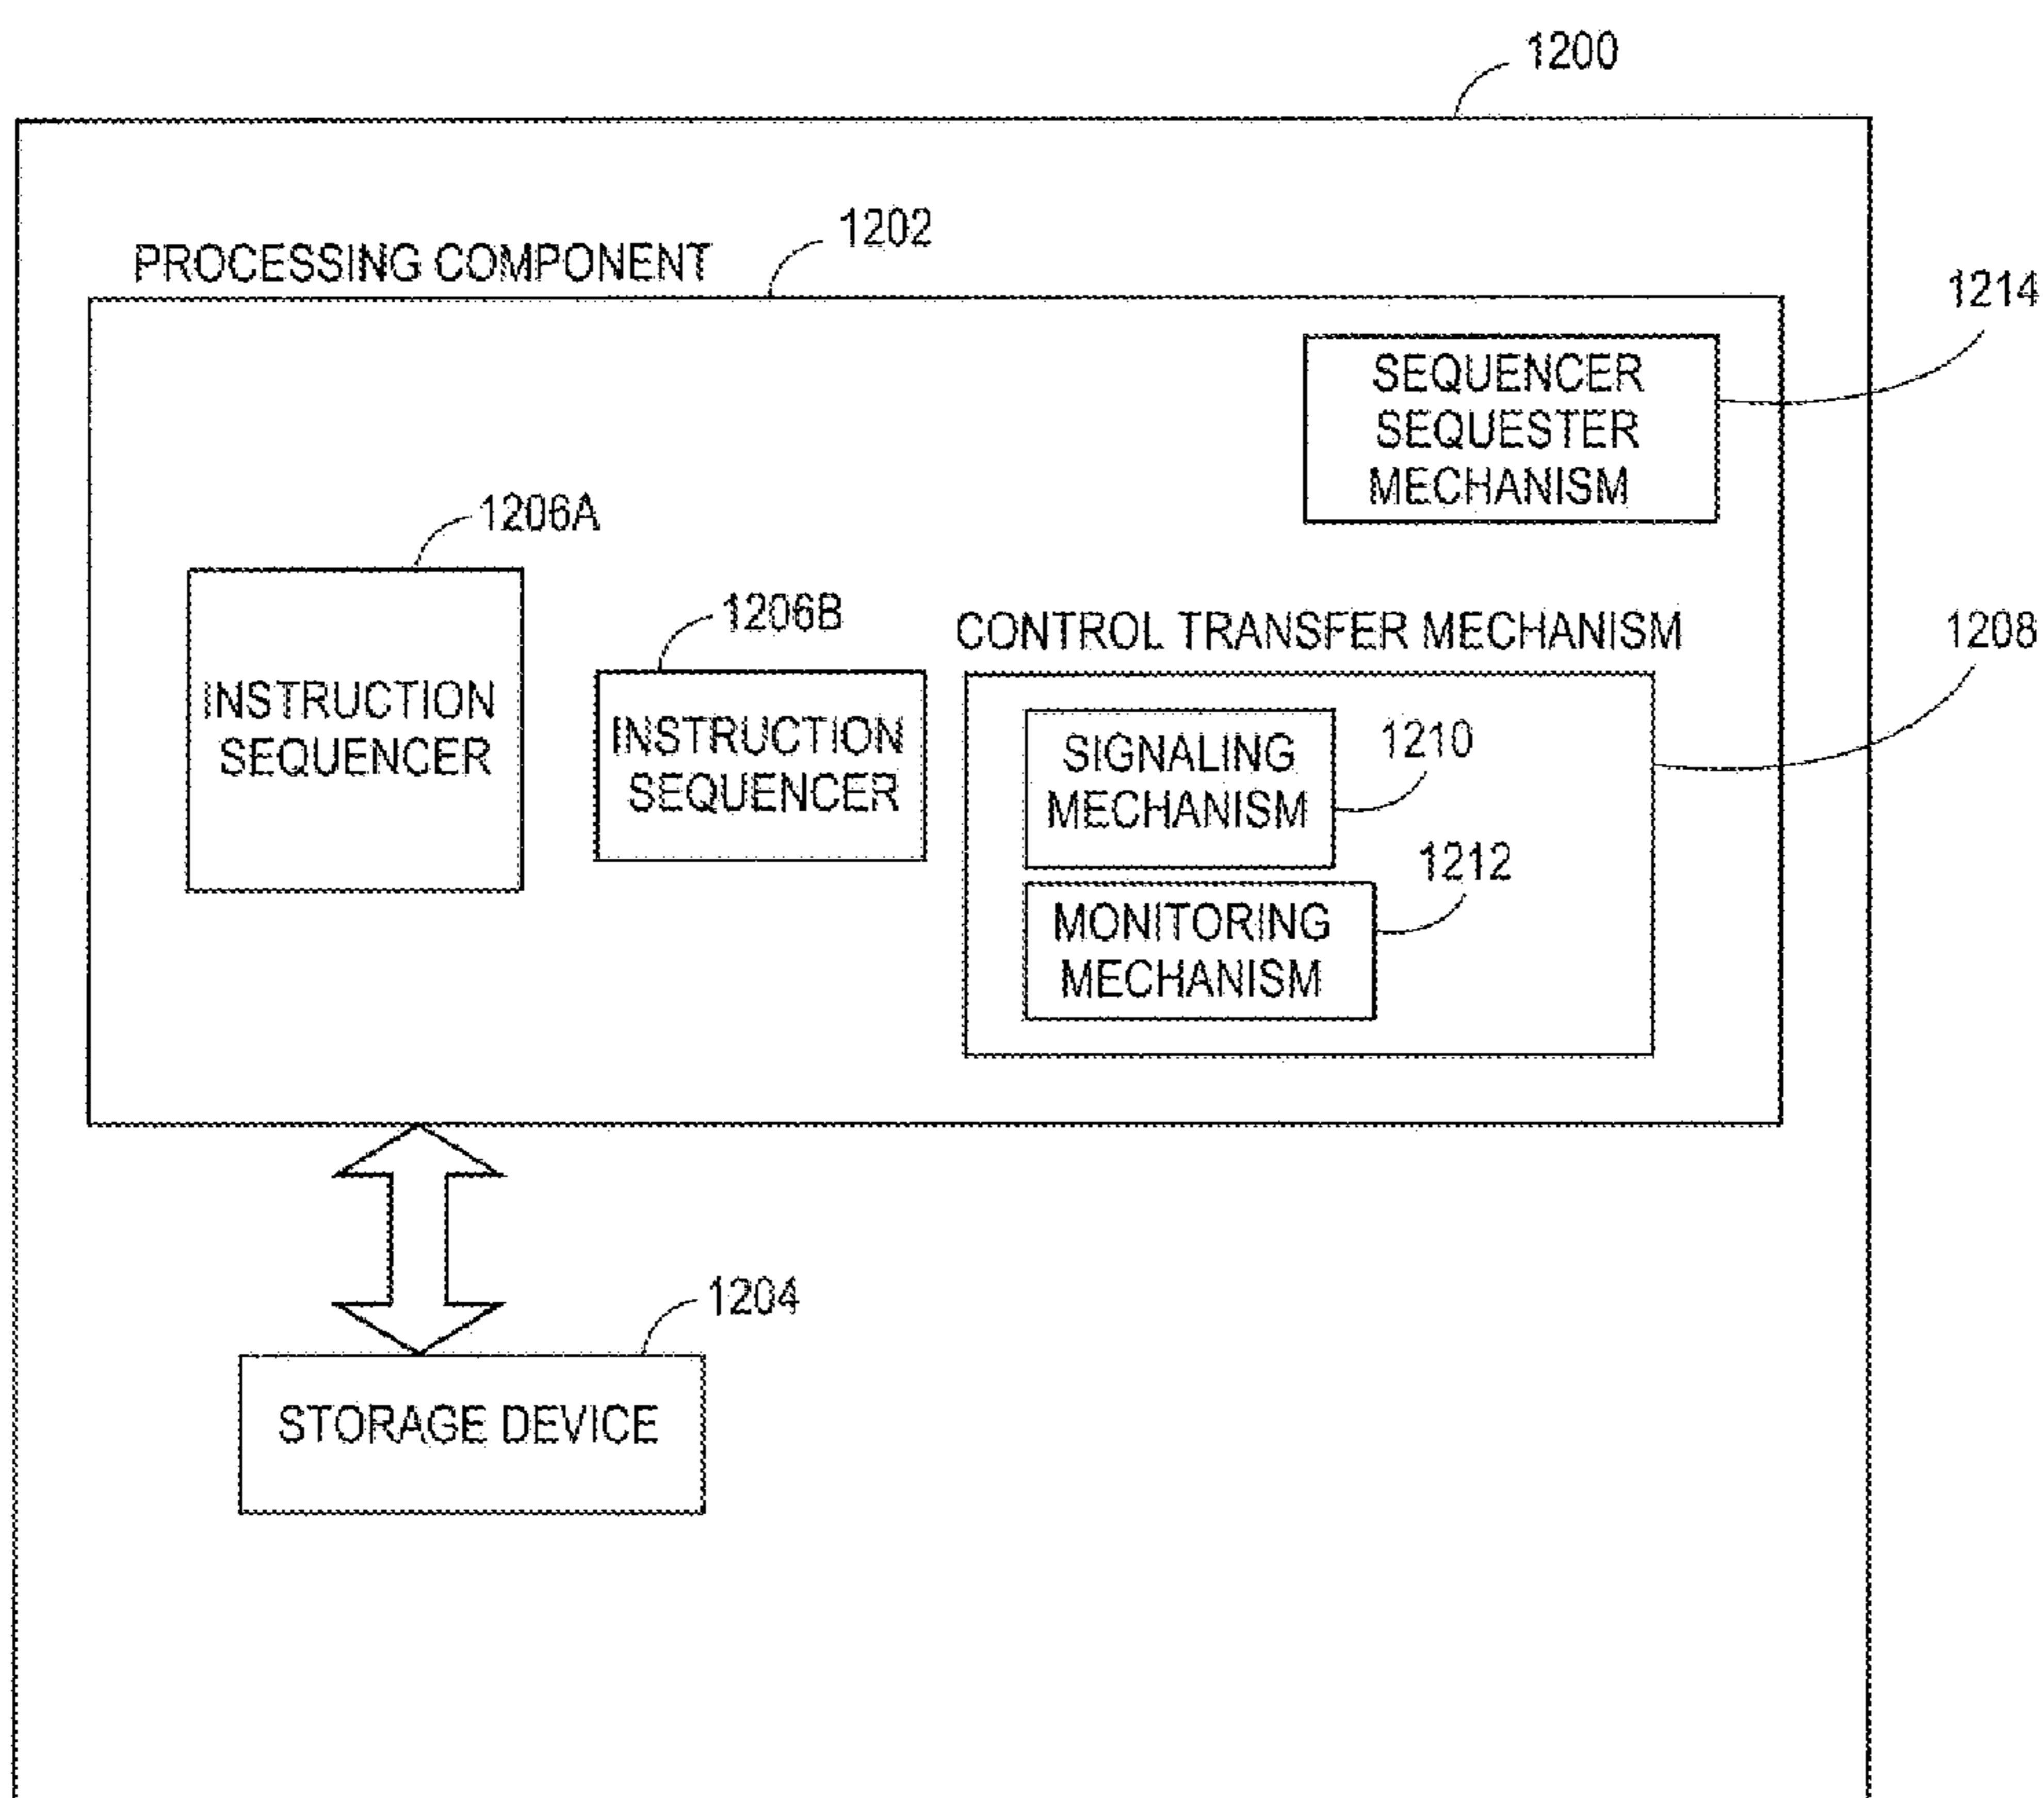 1200
1202
PROCESSING COMPONENT
1214
SEQUENCER
SEQUESTER
MECHANISM
1206A
1206B
CONTROL TRANSFER MECHANISM
1208
INSTRUCTION
SEQUENCER
INSTRUCTION
SEQUENCER
SIGNALING
MECHANISM
1210
1212
MONITORING
MECHANISM
1204
STORAGE DEVICE